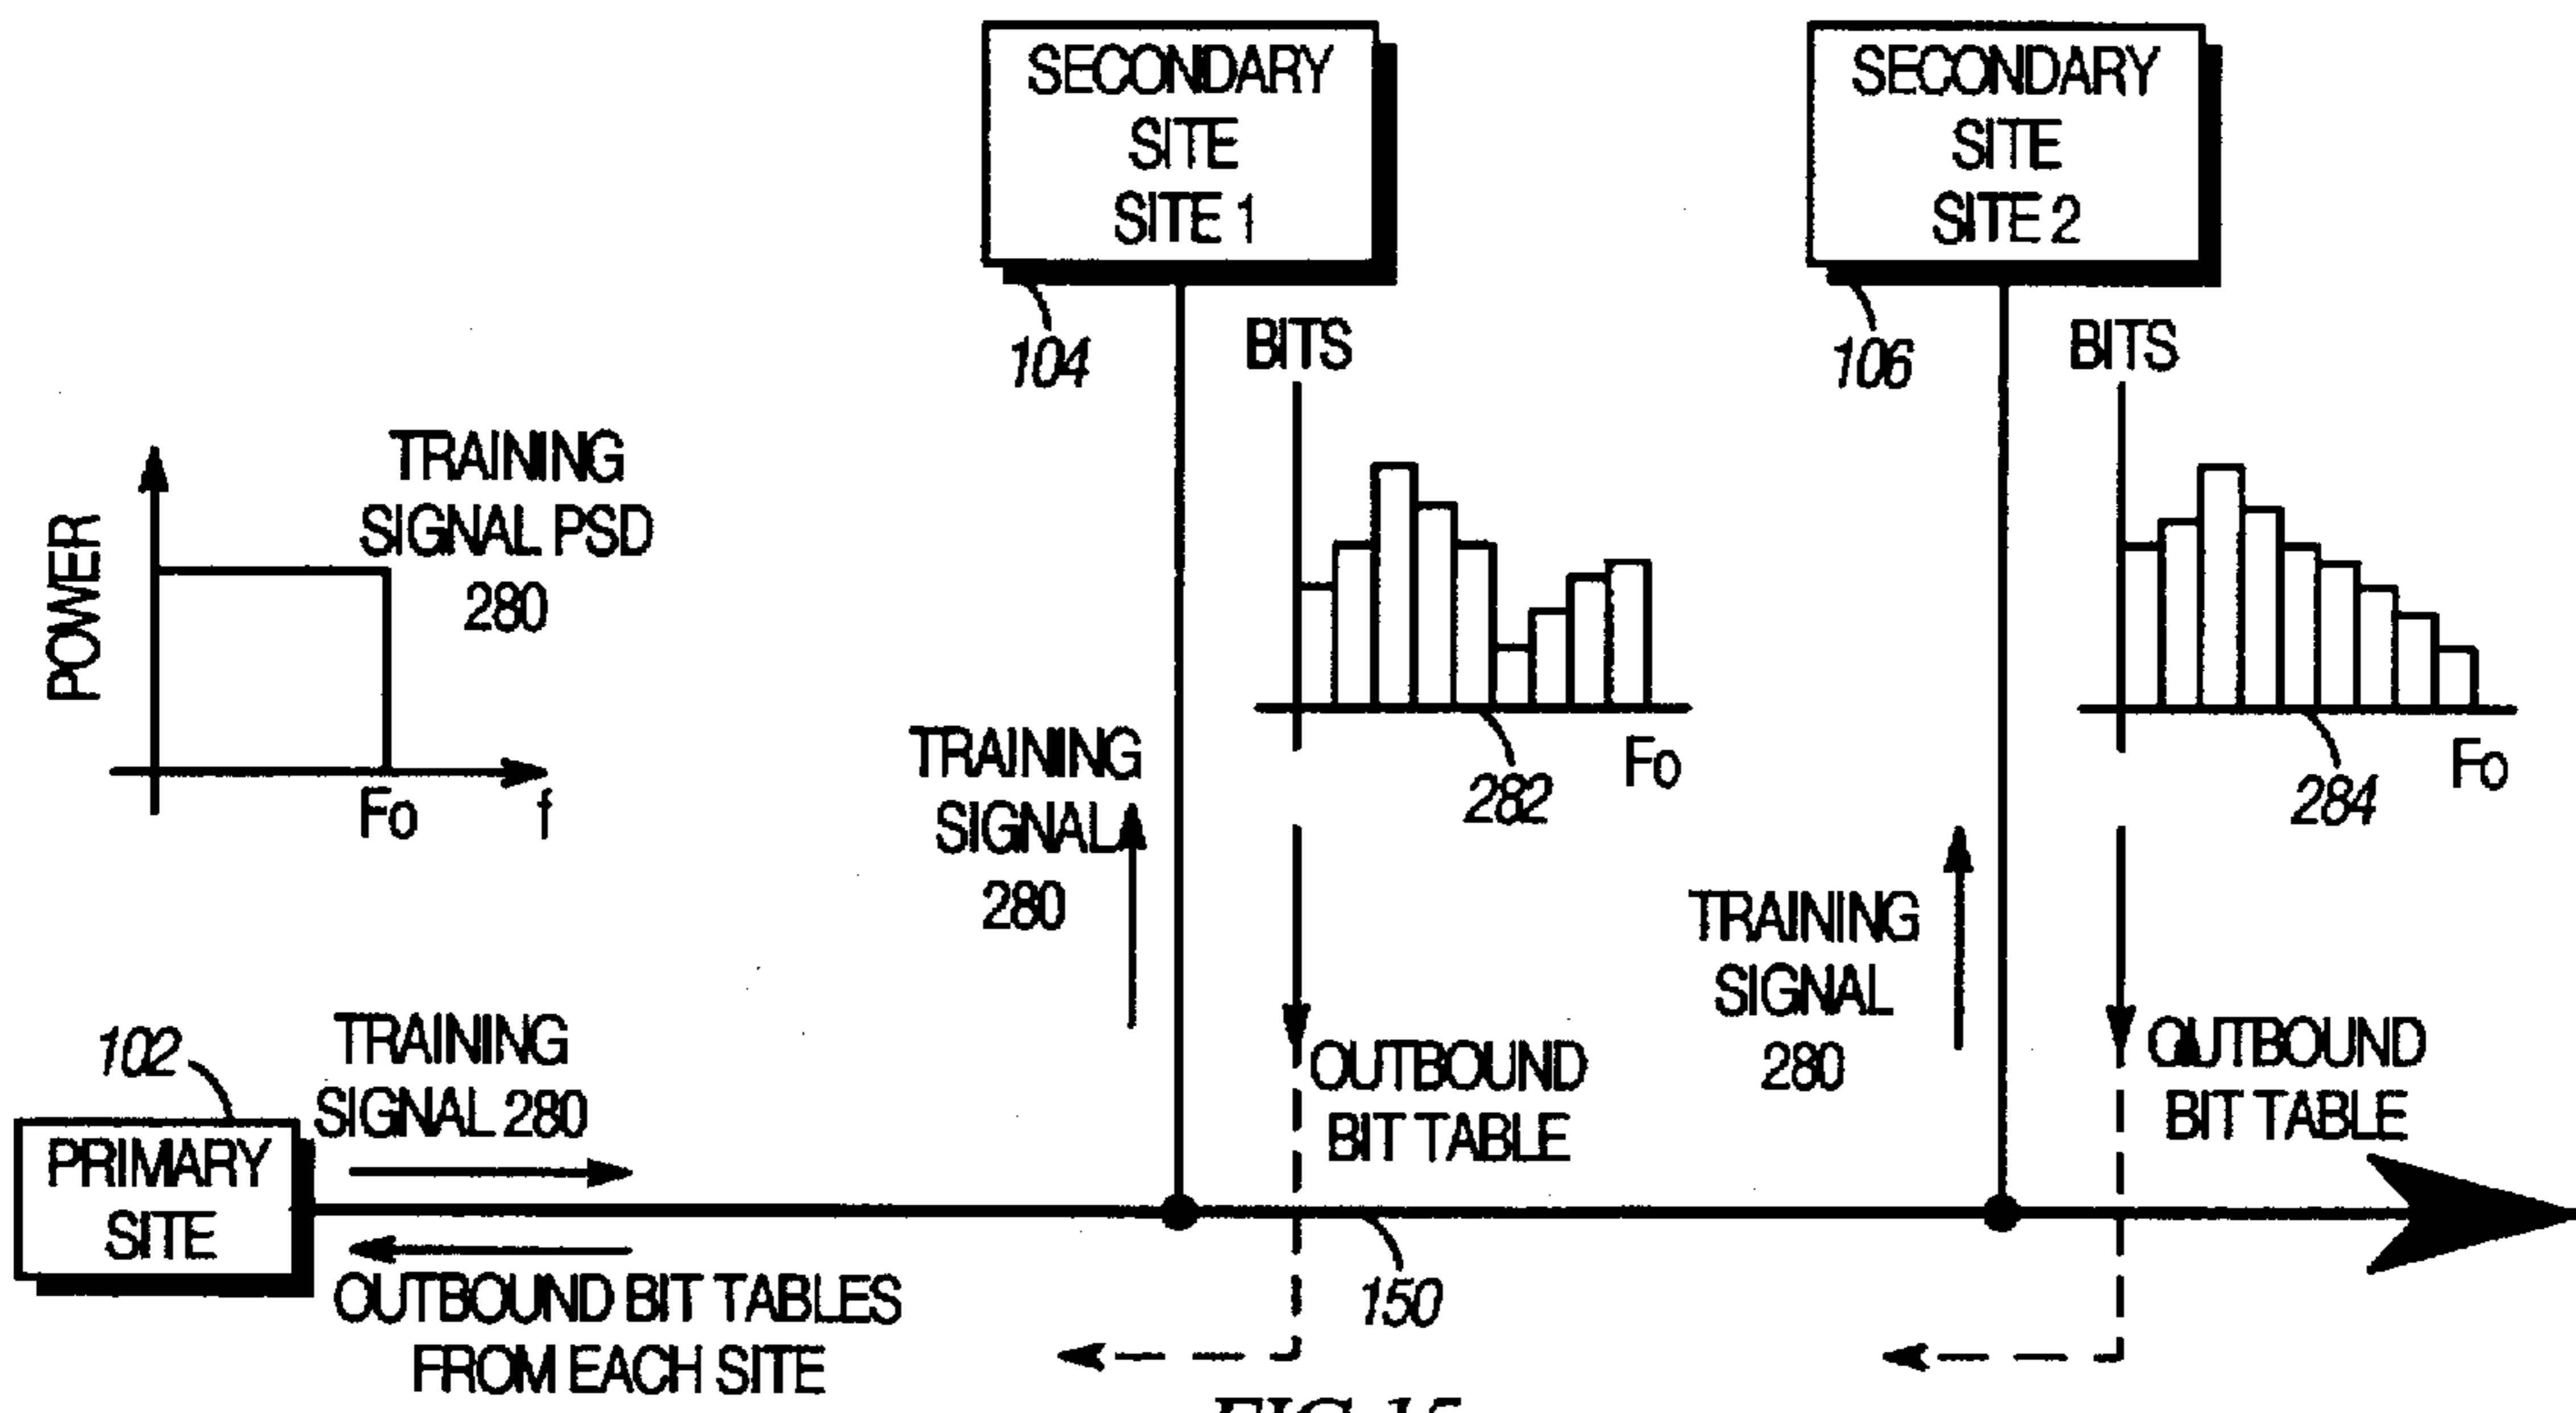 SECONDARY
SITE
SITE 1
104
SECONDARY
SITE
SITE 2
106
BITS
282
Fo
BITS
284
Fo
POWER
TRAINING
SIGNAL PSD
280
Fo
f
TRAINING
SIGNAL
280
TRAINING
SIGNAL
280
102
PRIMARY
SITE
TRAINING
SIGNAL 280
OUTBOUND BIT TABLES
FROM EACH SITE
OUTBOUND
BIT TABLE
OUTBOUND
BIT TABLE
150